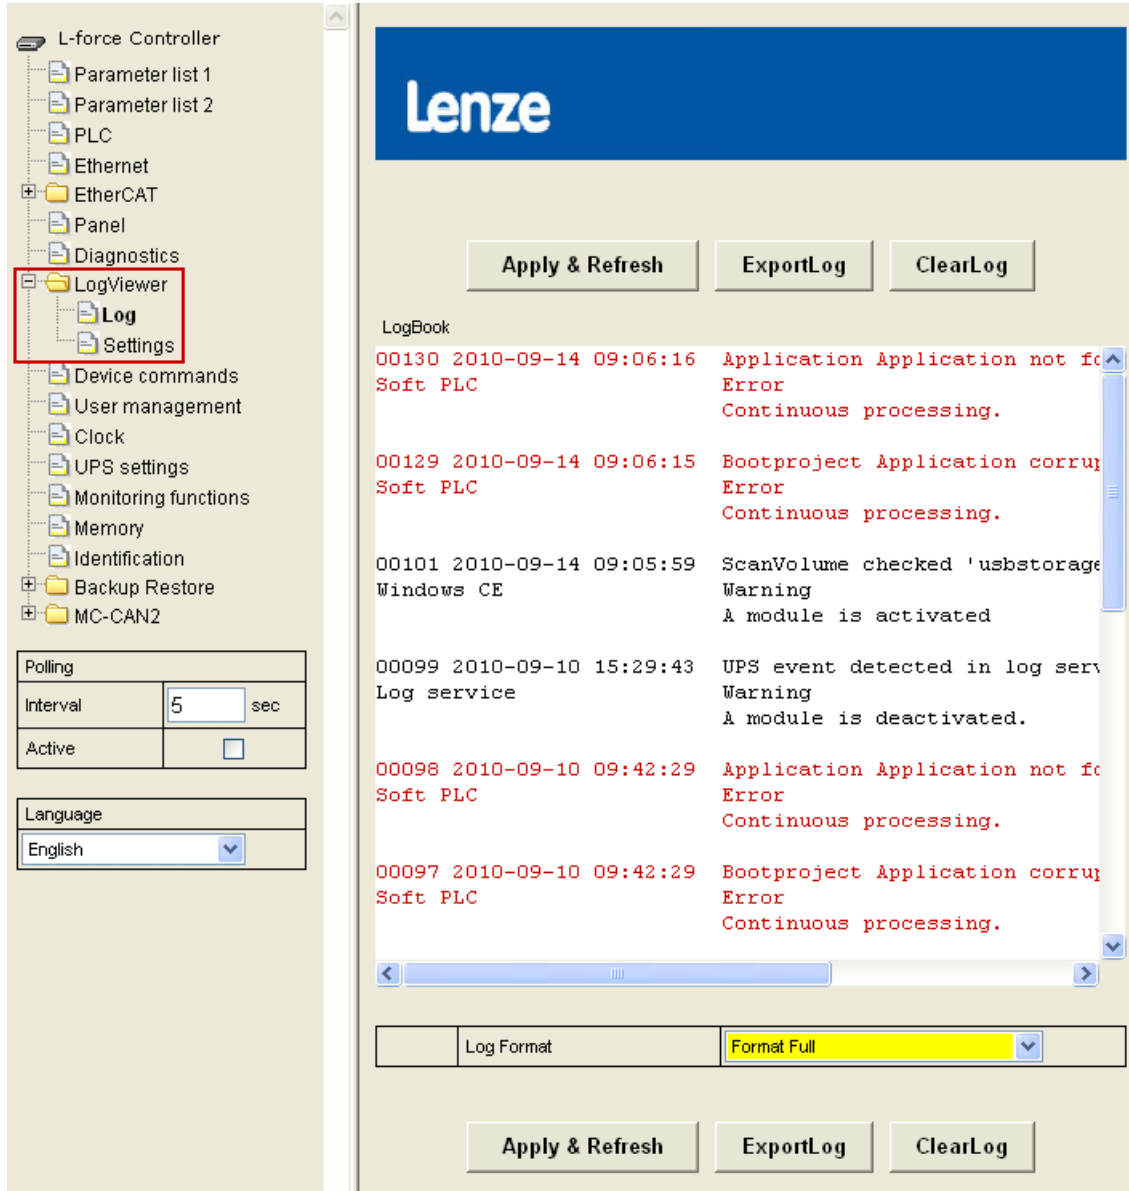 L-force Controller
Parameter list 1
Parameter list 2
PLC
Ethernet
EtherCAT
Panel
Diagnostics
LogViewer
Log
Settings
Device commands
User management
Clock
UPS settings
Monitoring functions
Memory
Identification
Backup Restore
MC-CAN2
Polling
Interval 5 sec
Active
Language
English
Lenze
Apply & Refresh ExportLog ClearLog
LogBook
00130 2010-09-14 09:06:16 Application Application not
Soft PLC Error
Continuous processing.
00129 2010-09-14 09:06:15 Bootproject Application
Soft PLC Error
Continuous processing.
00101 2010-09-14 09:05:59 ScanVolume checked 'usbstorage
Windows CE Warning
A module is activated
00099 2010-09-10 15:29:43 UPS event detected in log
Log service Warning
A module is deactivated.
00098 2010-09-10 09:42:29 Application Application not
Soft PLC Error
Continuous processing.
00097 2010-09-10 09:42:29 Bootproject Application
Soft PLC Error
Continuous processing.
Log Format Format Full
Apply & Refresh ExportLog ClearLog